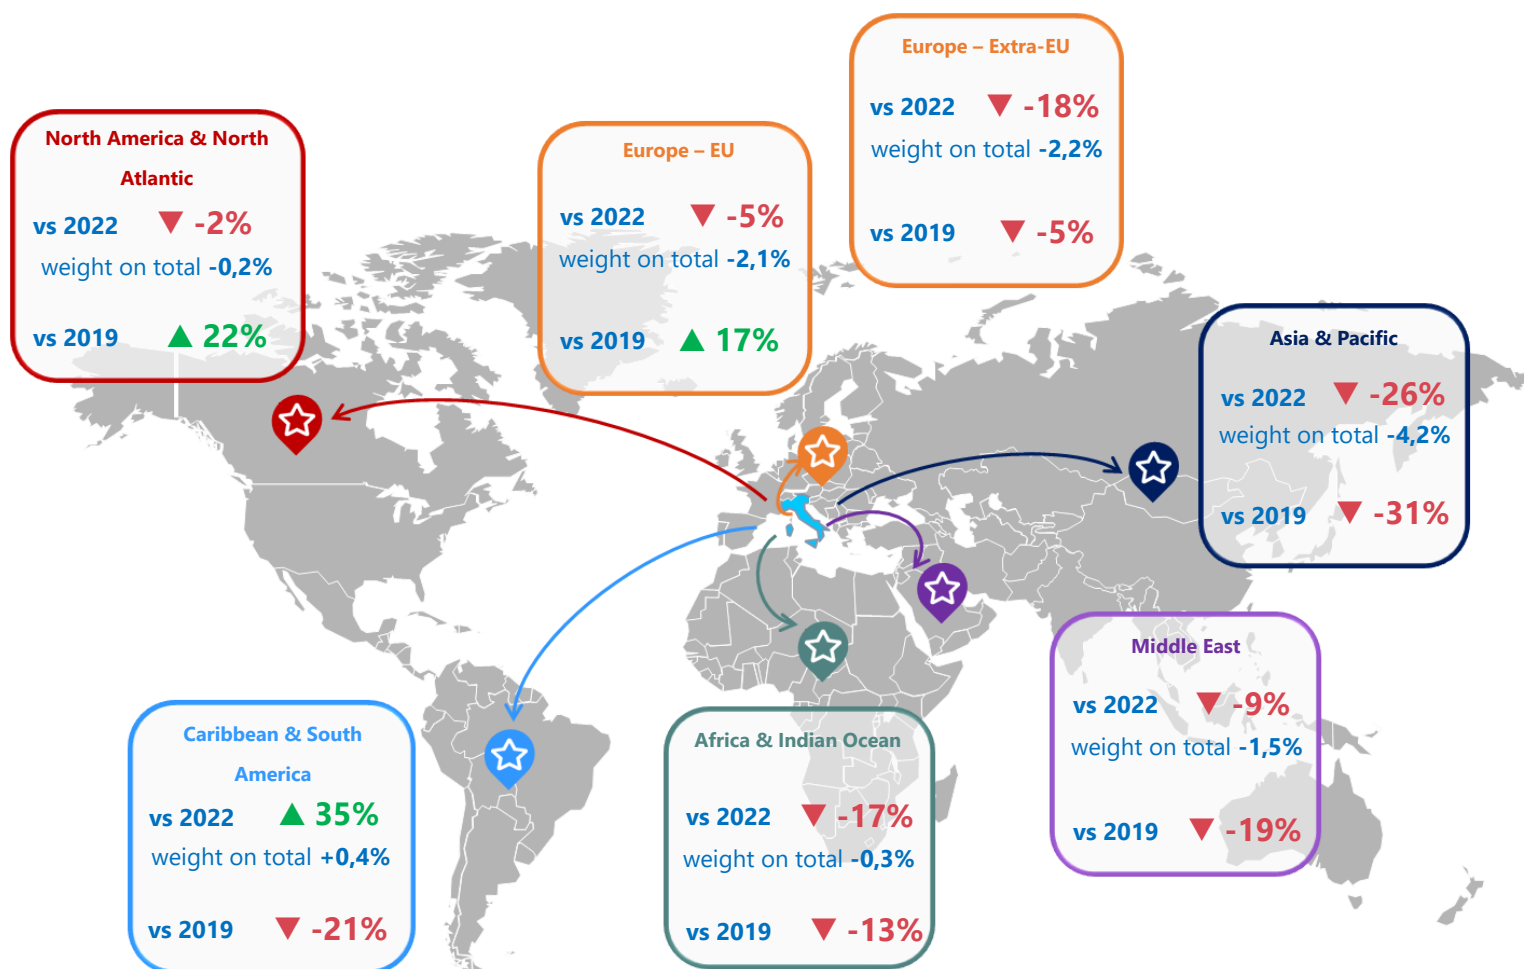 Europe – Extra-EU
vs 2022 ▼ -18%
weight on total -2,2%
vs 2019 ▼ -5%
North America & North
Atlantic
vs 2022 ▼ -2%
weight on total -0,2%
vs 2019 ▲ 22%
Europe – EU
vs 2022 ▼ -5%
weight on total -2,1%
vs 2019 ▲ 17%
Asia & Pacific
vs 2022 ▼ -26%
weight on total -4,2%
vs 2019 ▼ -31%
Middle East
vs 2022 ▼ -9%
weight on total -1,5%
vs 2019 ▼ -19%
Caribbean & South
America
vs 2022 ▲ 35%
weight on total +0,4%
vs 2019 ▼ -21%
Africa & Indian Ocean
vs 2022 ▼ -17%
weight on total -0,3%
vs 2019 ▼ -13%